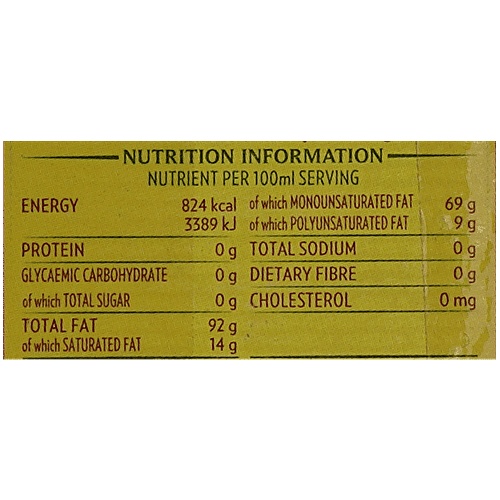 NUTRITION INFORMATION
NUTRIENT PER 100ml SERVING
ENERGY 824 kcal
3389 kJ
PROTEIN 0 g
GLYCAEMIC CARBOHYDRATE 0 g
of which TOTAL SUGAR 0 g
TOTAL FAT 92 g
of which SATURATED FAT 14 g
of which MONOUNSATURATED FAT 69 g
of which POLYUNSATURATED FAT 9 g
TOTAL SODIUM 0 g
DIETARY FIBRE 0 g
CHOLESTEROL 0 mg